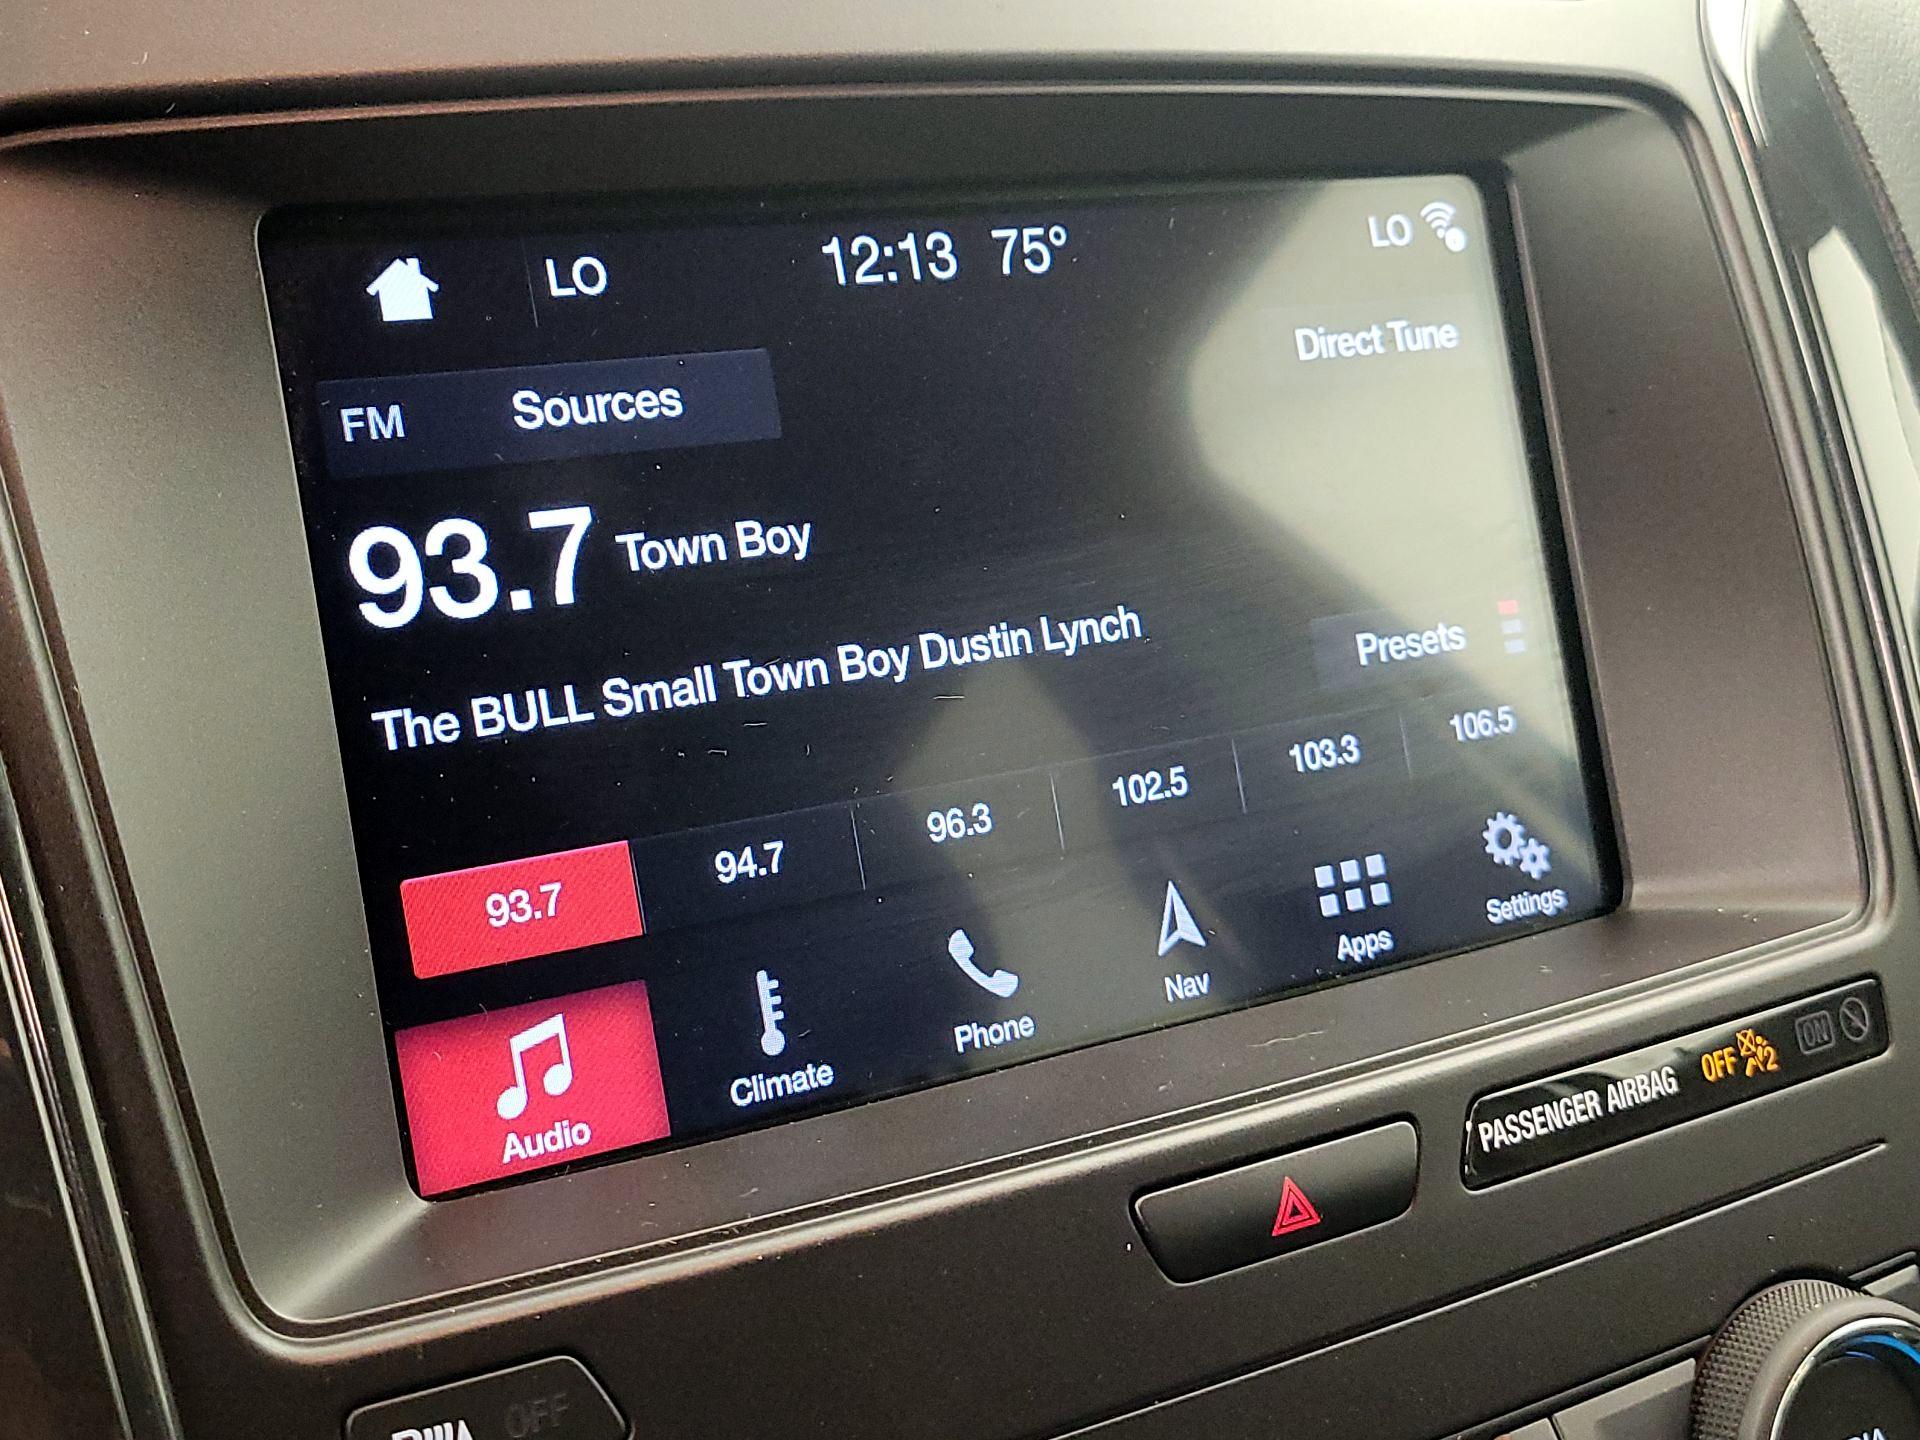 LO 12:13 75° LO
Direct Tune
FM Sources
93.7 Town Boy
The BULL Small Town Boy Dustin Lynch
Presets
93.7 94.7 96.3 102.5 103.3 106.5
Audio Climate Phone Nav Apps Settings
PASSENGER AIRBAG OFF 2 ON
OFF